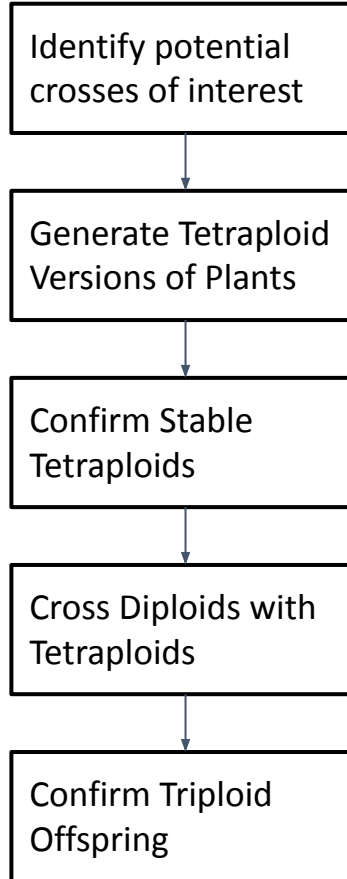 Identify potential
crosses of interest
Generate Tetraploid
Versions of Plants
Confirm Stable
Tetraploids
Cross Diploids with
Tetraploids
Confirm Triploid
Offspring